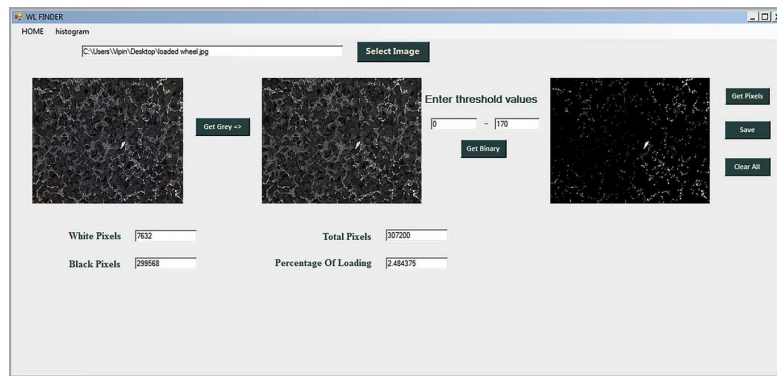 WL FINDER
HOME histogram
C:\Users\Vipin\Desktop\loaded wheel.jpg Select Image
Enter threshold values
Get Pixels
Get Grey => 0 - 170 Save
Get Binary
Clear All
White Pixels 7632 Total Pixels 307200
Black Pixels 299568 Percentage Of Loading 2.484375